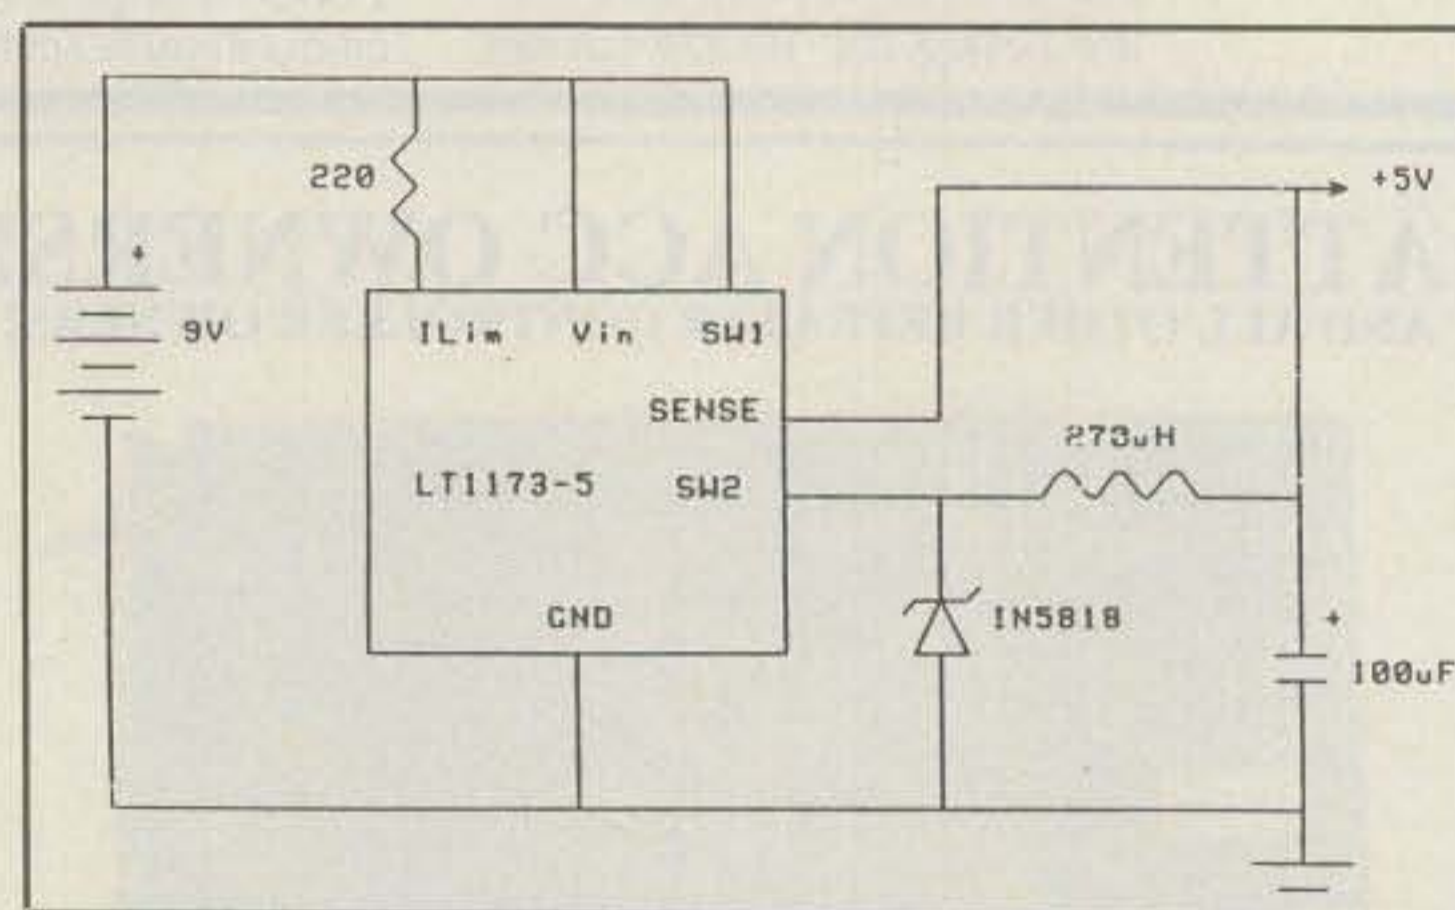 220
+5V
+
9V
ILim Vin SW1
SENSE
273uH
LT1173-5 SW2
GND
IN5818
+
100uF